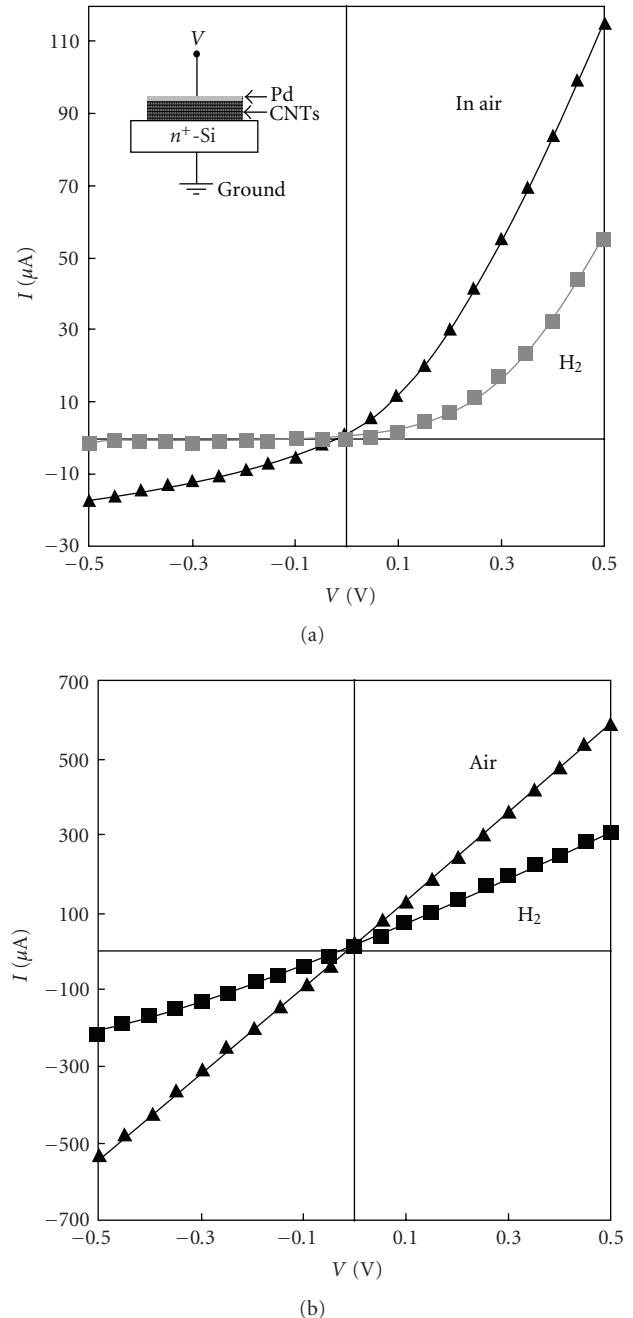 V
Pd
CNTs
n⁺-Si
Ground
In air
H₂
110
90
70
50
30
10
−10
−30
I (μA)
−0.5
−0.3
−0.1
0.1
0.3
0.5
V (V)
(a)
700
500
300
100
−100
−300
−500
−700
I (μA)
Air
H₂
−0.5
−0.3
−0.1
0.1
0.3
0.5
V (V)
(b)